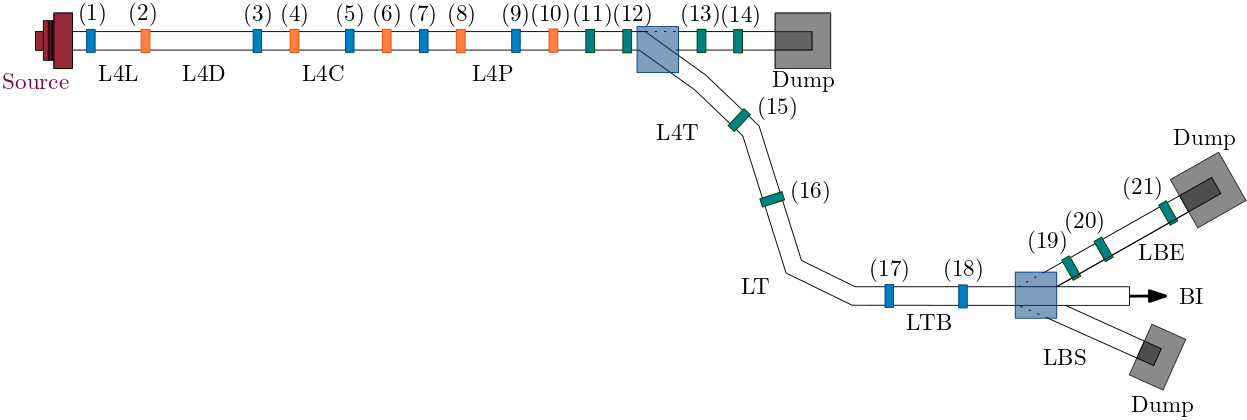 (1) (2) (3) (4) (5) (6) (7) (8) (9) (10) (11) (12) (13) (14)
Source
L4L L4D L4C L4P
Dump
(15)
L4T
(16)
Dump
(21)
(20)
(19)
LBE
(17) (18)
LT
BI
LTB
LBS
Dump